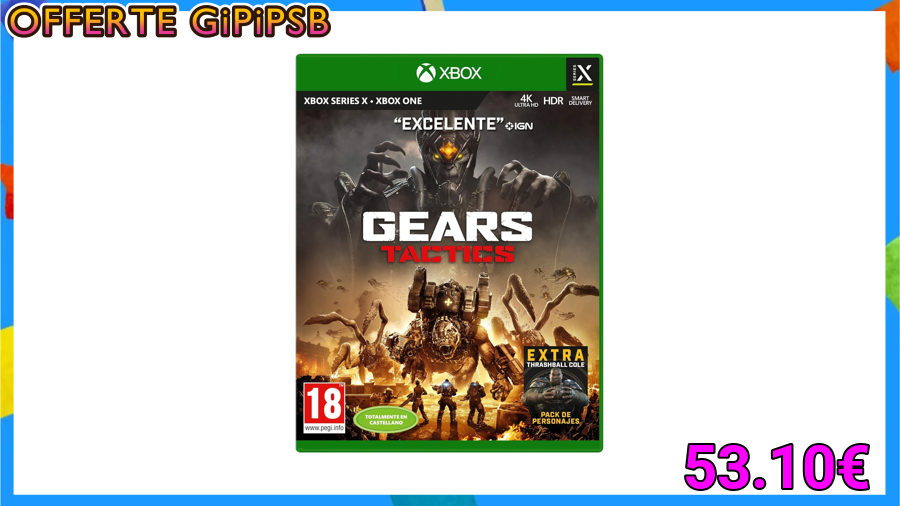 OFFERTE GiPiPSB
XBOX
SERIES X
XBOX SERIES X • XBOX ONE
4K
ULTRA HD
HDR
SMART
DELIVERY
“EXCELENTE” IGN
GEARS
TACTICS
EXTRA
THRASHBALL COLE
PACK DE
PERSONAJES
18
www.pegi.info
TOTALMENTE EN
CASTELLANO
53.10€